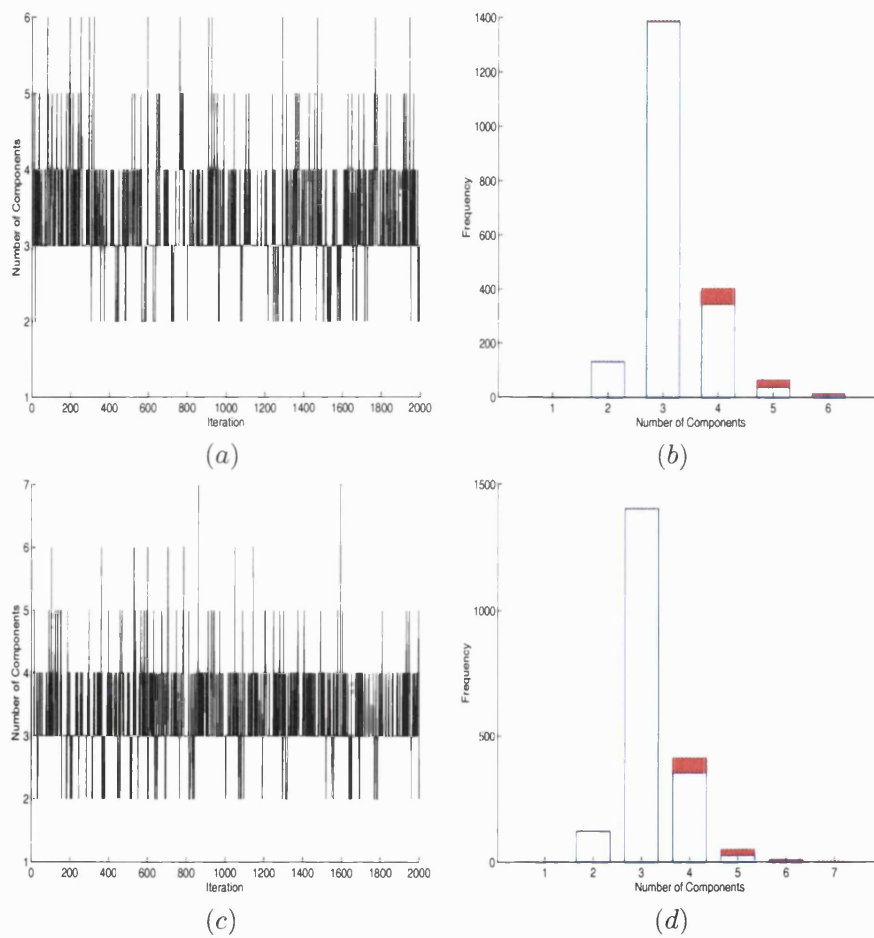 6
5
4
3
2
1
Number of Components
0 200 400 600 800 1000 1200 1400 1600 1800 2000
Iteration
(a)
1400
1200
1000
800
600
400
200
0
Frequency
1 2 3 4 5 6
Number of Components
(b)
7
6
5
4
3
2
1
Number of Components
0 200 400 600 800 1000 1200 1400 1600 1800 2000
Iteration
(c)
1500
1000
500
0
Frequency
1 2 3 4 5 6 7
Number of Components
(d)